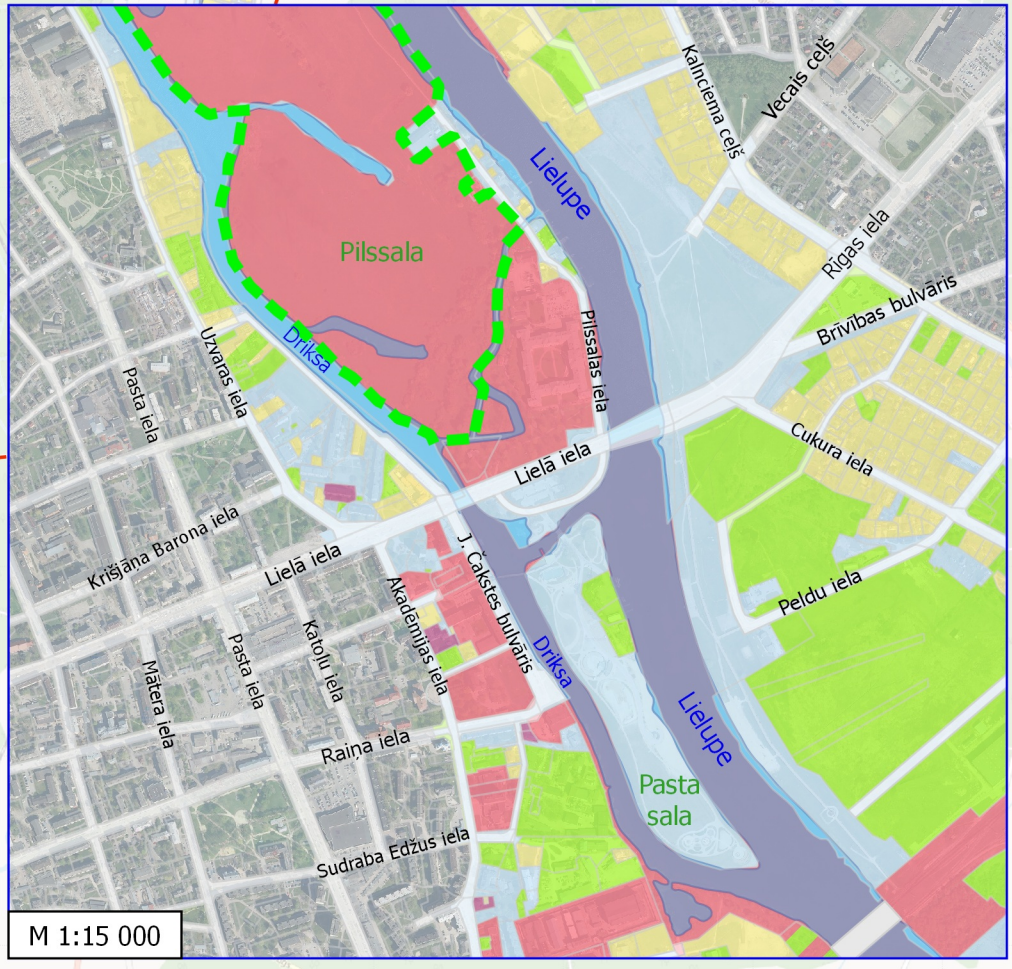 Kalnciema ceļš
Vecais ceļš
Lielupe
Pilssala
Rīgas iela
Brīvības bulvāris
Pilssalas iela
Driksa
Uzvaras iela
Pasta iela
Cukura iela
Lielā iela
Krišjāņa Barona iela
Lielā iela
J. Čakstes bulvāris
Akadēmijas iela
Peldu iela
Katoļu iela
Pasta iela
Mātera iela
Driksa
Lielupe
Raiņa iela
Pasta
sala
Sudraba Edžus iela
M 1:15 000